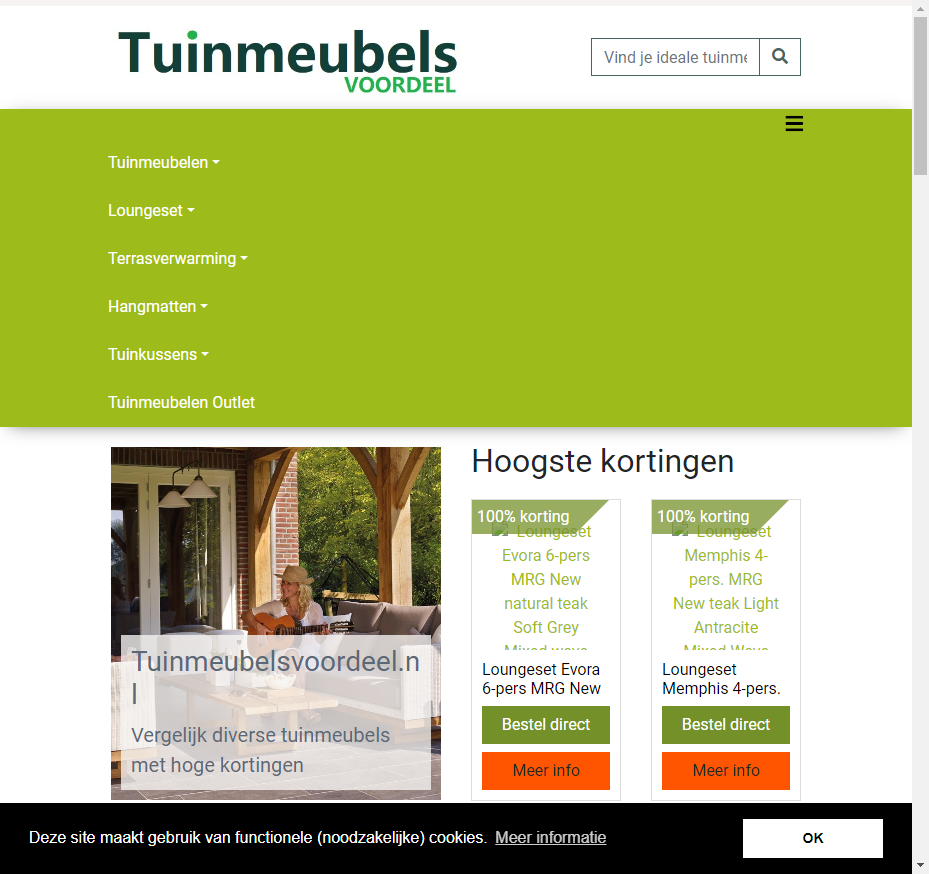 Tuinmeubels
VOORDEEL
Vind je ideale tuinme
Tuinmeubelen
Loungeset
Terrasverwarming
Hangmatten
Tuinkussens
Tuinmeubelen Outlet
Tuinmeubelsvoordeel.n
l
Vergelijk diverse tuinmeubels
met hoge kortingen
Hoogste kortingen
100% korting
Loungeset
Evora 6-pers
MRG New
natural teak
Soft Grey
Mixed wave
Loungeset Evora
6-pers MRG New
Bestel direct
Meer info
100% korting
Loungeset
Memphis 4-
pers. MRG
New teak Light
Antracite
Mixed Wave
Loungeset
Memphis 4-pers.
Bestel direct
Meer info
Deze site maakt gebruik van functionele (noodzakelijke) cookies. Meer informatie
OK